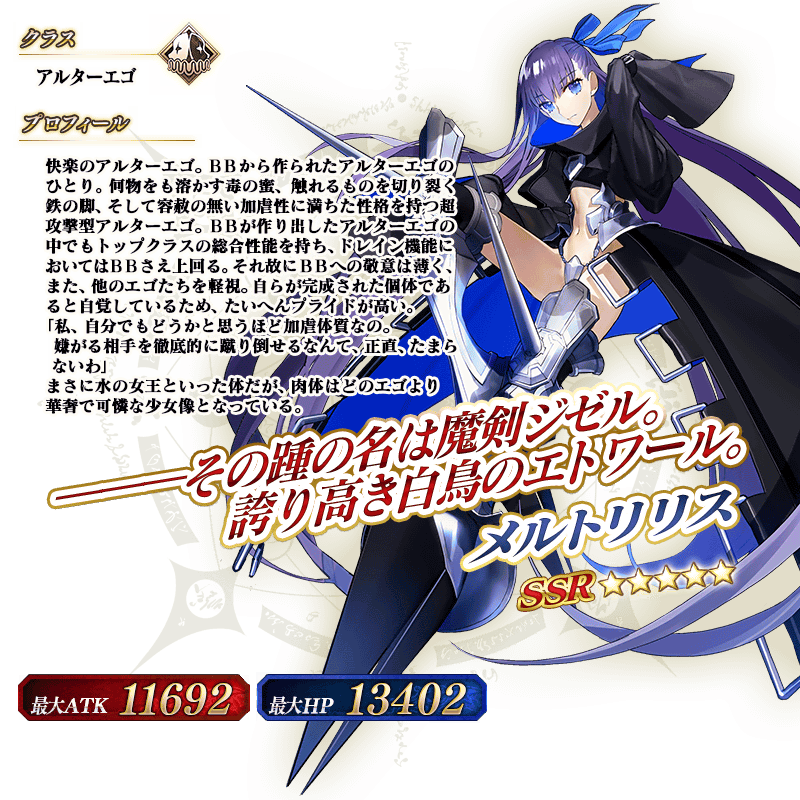 クラス
アルターエゴ
プロフィール
快楽のアルターエゴ。ＢＢから作られたアルターエゴの
ひとり。何物をも溶かす毒の蜜、触れるものを切り裂く
鉄の脚、そして容赦の無い加虐性に満ちた性格を持つ超
攻撃型アルターエゴ。ＢＢが作り出したアルターエゴの
中でもトップクラスの総合性能を持ち、ドレイン機能に
おいてはＢＢさえ上回る。それ故にＢＢへの敬意は薄く、
また、他のエゴたちを軽視。自らが完成された個体であ
ると自覚しているため、たいへんプライドが高い。
「私、自分でもどうかと思うほど加虐体質なの。
嫌がる相手を徹底的に蹴り倒せるなんて、正直、たまら
ないわ」
まさに水の女王といった体だが、肉体はどのエゴより
華奢で可憐な少女像となっている。
――その踵の名は魔剣ジゼル。
誇り高き白鳥のエトワール。
メルトリリス
SSR ★★★★★
最大ATK 11692
最大HP 13402